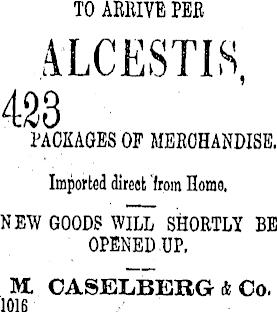 TO ARRIVE PER
ALCESTIS,
423
PACKAGES OF MERCHANDISE.
Imported direct from Home.
NEW GOODS WILL SHORTLY BE
OPENED UP.
M. CASELBERG & Co.
1016